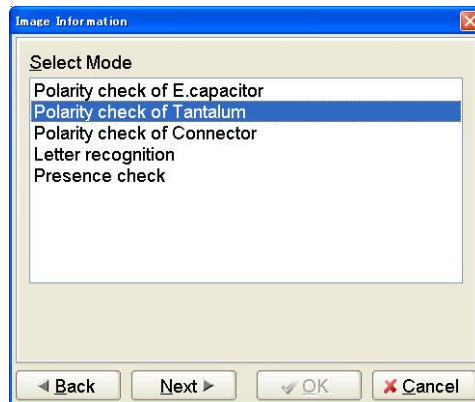 Image Information
Select Mode
Polarity check of E.capacitor
Polarity check of Tantalum
Polarity check of Connector
Letter recognition
Presence check
Back
Next
OK
Cancel